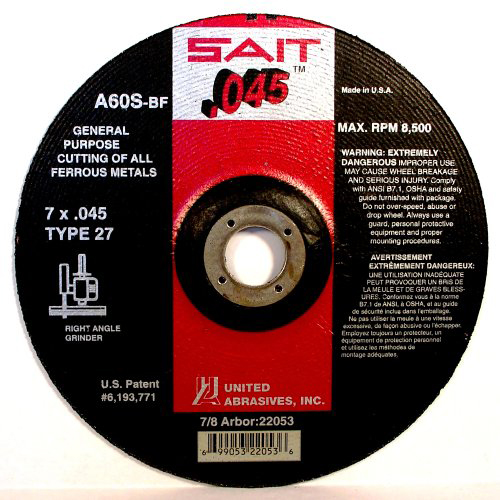 SAIT
.045 ™
A60S-BF
Made in U.S.A.
GENERAL
PURPOSE
CUTTING OF ALL
FERROUS METALS
7 x .045
TYPE 27
RIGHT ANGLE
GRINDER
U.S. Patent
#6,193,771
MAX. RPM 8,500
WARNING: EXTREMELY
DANGEROUS IMPROPER USE
MAY CAUSE WHEEL BREAKAGE
AND SERIOUS INJURY. Comply
with ANSI B7.1, OSHA and safety
guide furnished with package.
Do not over-speed, abuse or
drop wheel. Always use a
guard, personal protective
equipment and proper
mounting procedures.
AVERTISSEMENT
EXTRÊMEMENT DANGEREUX:
UNE UTILISATION INADÉQUATE
PEUT PROVOQUER UN BRIS DE
LA MEULE ET DE GRAVES BLESS-
URES. Conformez vous à la norme
B7.1 de ANSI, à OSHA, et au guide
de sécurité inclus dans l'emballage.
Ne pas utiliser la meule à une vitesse
excessive, de façon abusive ou l'échapper.
Employez toujours un protecteur, un
équipement de protection personnel
et utilisez les méthodes de
montage adéquates.
UNITED
ABRASIVES, INC.
7/8 Arbor:22053
6 99053 22053 6